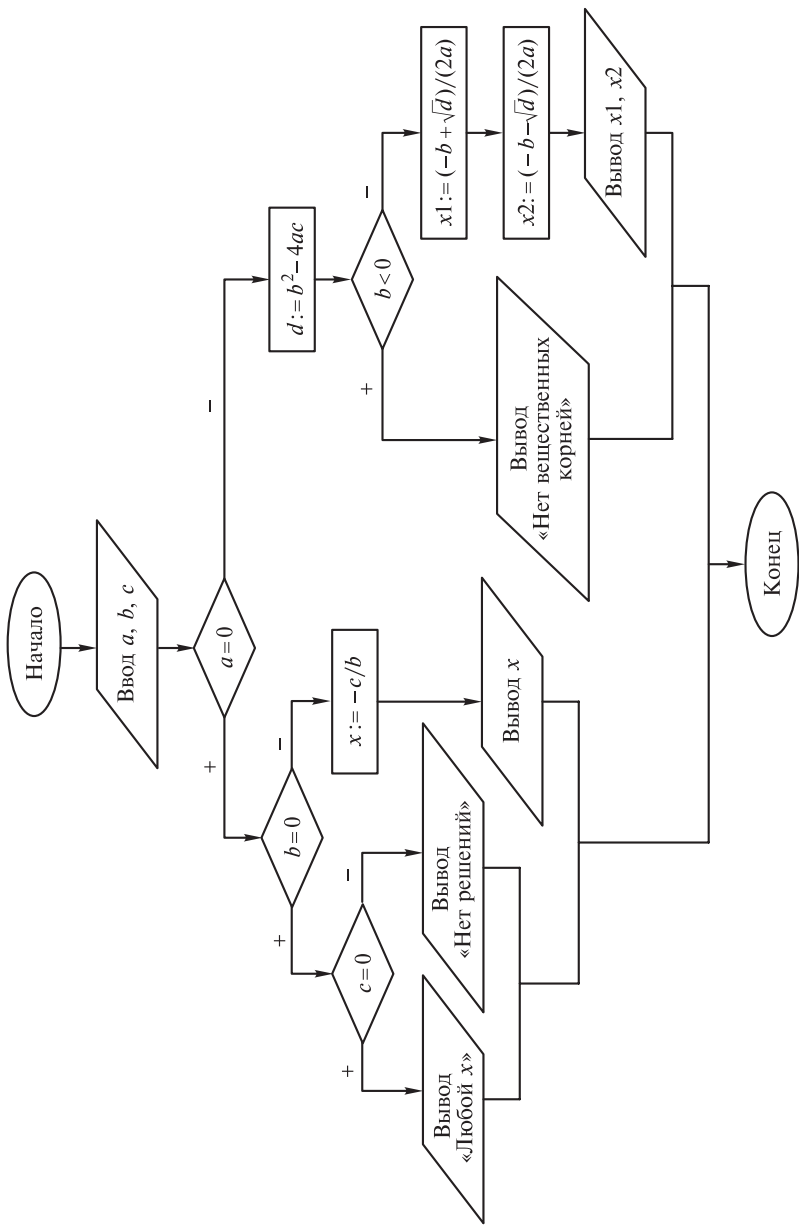 Начало
Ввод a, b, c
a=0
+
−
b=0
+
−
c=0
+
−
Вывод
«Любой x»
Вывод
«Нет решений»
x:=−c/b
Вывод x
d:=b²−4ac
b<0
+
−
Вывод
«Нет вещественных
корней»
x1:=(−b+√d)/(2a)
x2:=(−b−√d)/(2a)
Вывод x1, x2
Конец